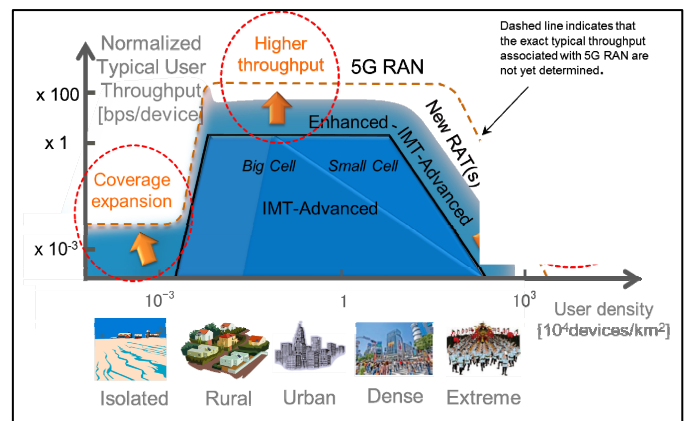 Normalized
Typical User
Throughput
[bps/device]
Higher
throughput
5G RAN
Dashed line indicates that
the exact typical throughput
associated with 5G RAN are
not yet determined.
x 100
x 1
x 10-3
Coverage
expansion
Enhanced - IMT-Advanced
New RAT(s)
Big Cell
Small Cell
IMT-Advanced
10-3
1
103
User density
[104devices/km2]
Isolated
Rural
Urban
Dense
Extreme